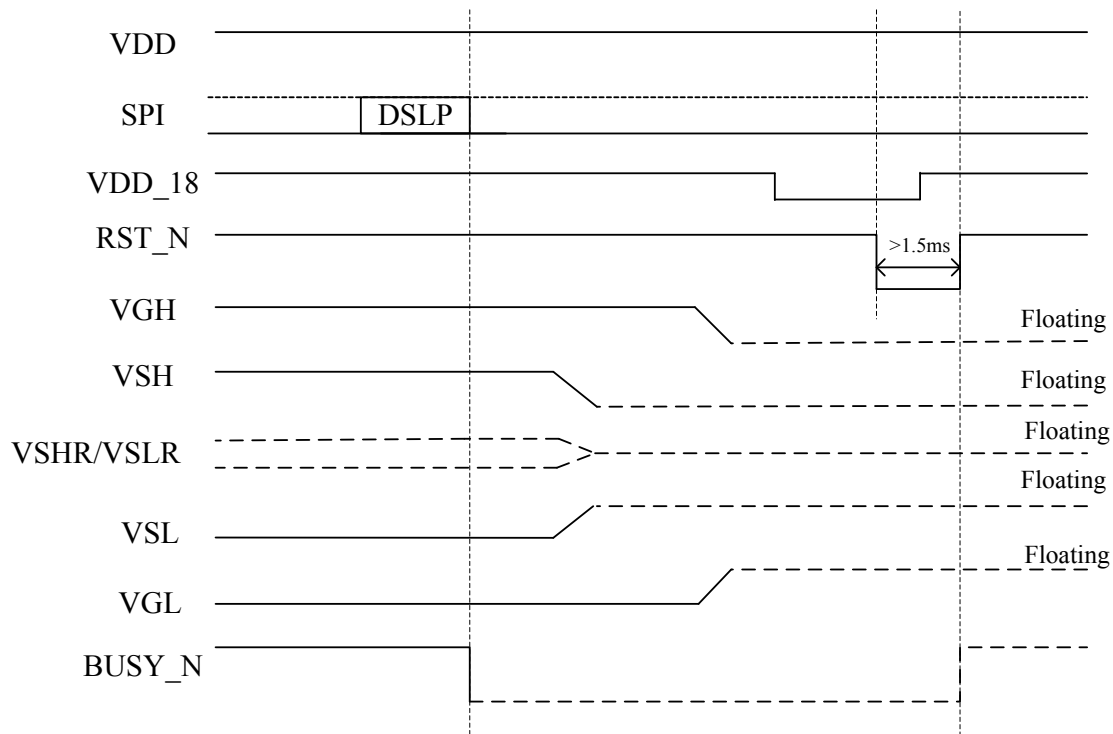 VDD
SPI
DSLP
VDD_18
RST_N
>1.5ms
VGH
Floating
VSH
Floating
VSHR/VSLR
Floating
VSL
Floating
VGL
Floating
BUSY_N